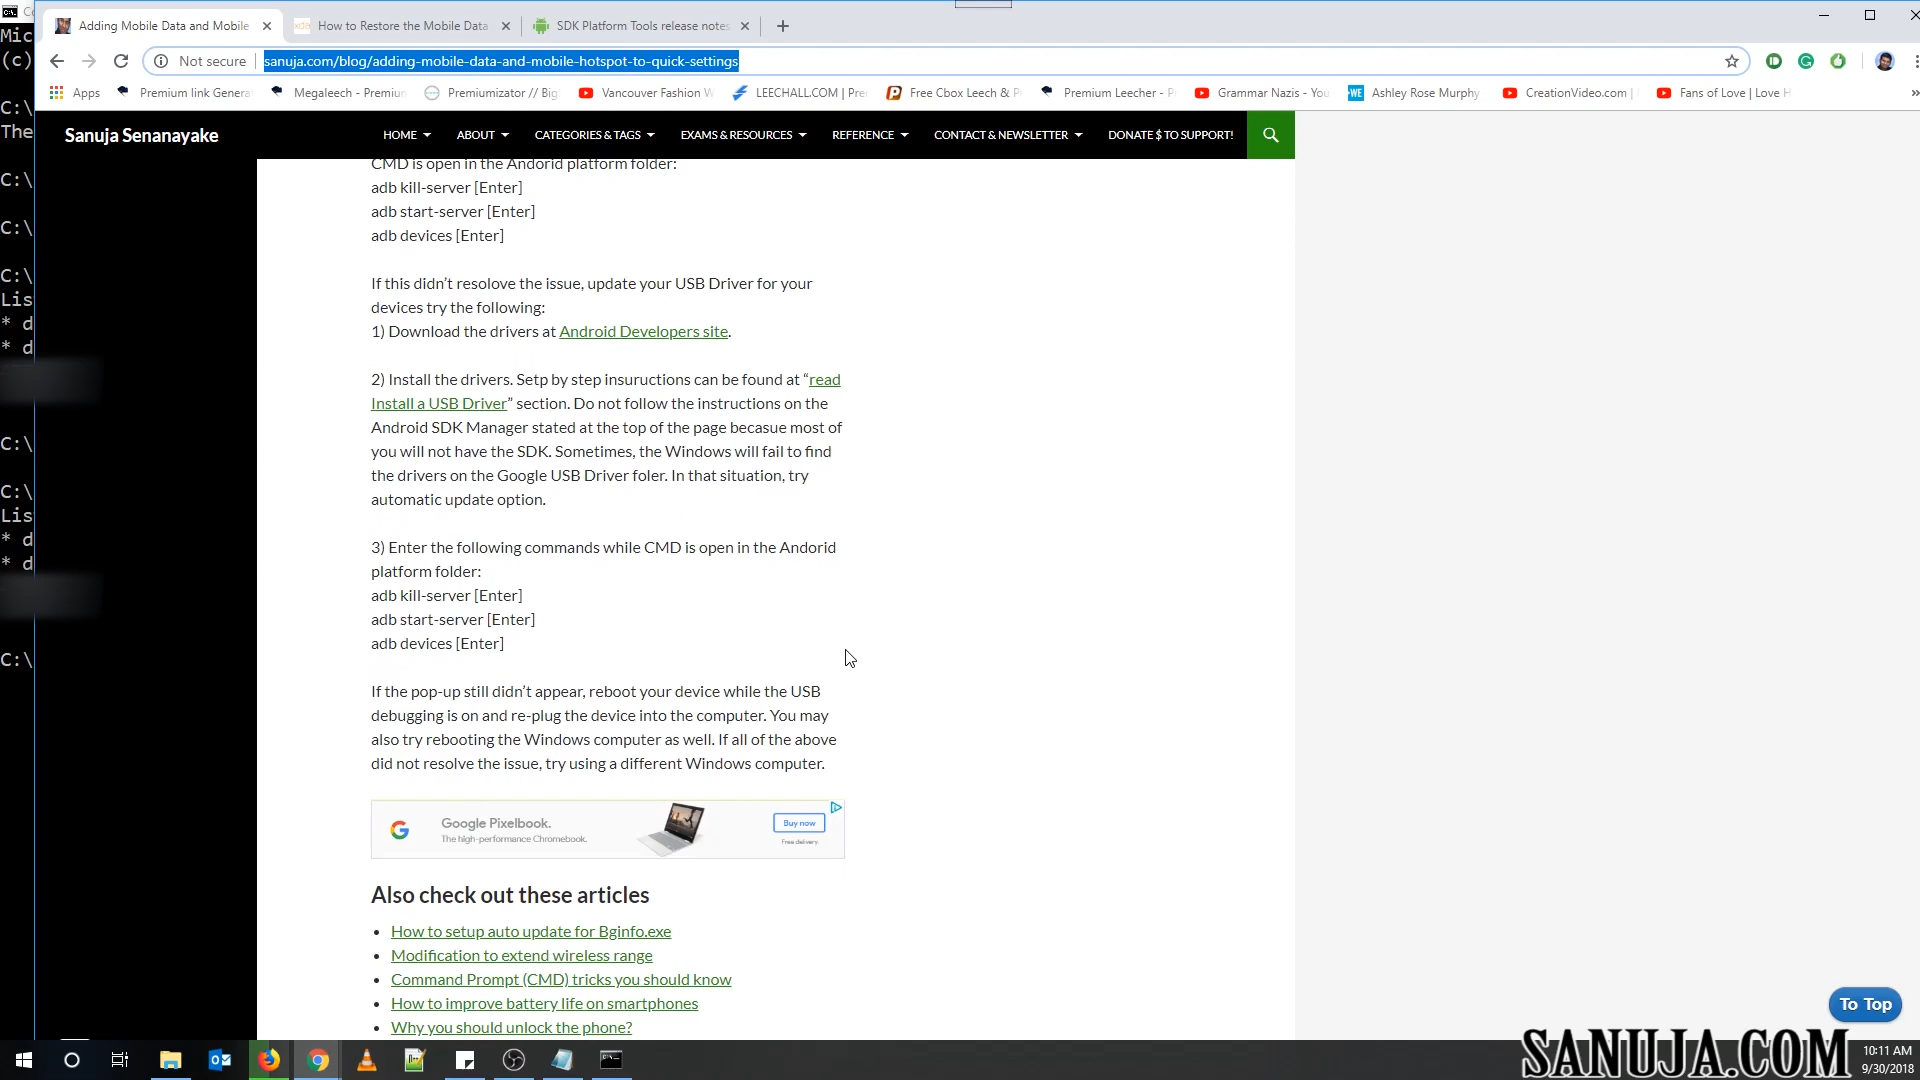 Mic
(c)
C:\
The
C:\
C:\
C:\
Lis
* d
* d
C:\
C:\
Lis
* d
* d
C:\
Adding Mobile Data and Mobile
How to Restore the Mobile Data
SDK Platform Tools release notes
Not secure
sanuja.com/blog/adding-mobile-data-and-mobile-hotspot-to-quick-settings
Apps
Premium link Genera
Megaleech - Premiun
Premiumizator // Big
Vancouver Fashion W
LEECHALL.COM | Pre
Free Cbox Leech & P
Premium Leecher - P
Grammar Nazis - You
WE Ashley Rose Murphy
CreationVideo.com |
Fans of Love | Love H
Sanuja Senanayake
HOME
ABOUT
CATEGORIES & TAGS
EXAMS & RESOURCES
REFERENCE
CONTACT & NEWSLETTER
DONATE $ TO SUPPORT!
CMD is open in the Andorid platform folder:
adb kill-server [Enter]
adb start-server [Enter]
adb devices [Enter]
If this didn’t resolove the issue, update your USB Driver for your
devices try the following:
1) Download the drivers at Android Developers site.
2) Install the drivers. Setp by step insuructions can be found at “read
Install a USB Driver” section. Do not follow the instructions on the
Android SDK Manager stated at the top of the page becasue most of
you will not have the SDK. Sometimes, the Windows will fail to find
the drivers on the Google USB Driver foler. In that situation, try
automatic update option.
3) Enter the following commands while CMD is open in the Andorid
platform folder:
adb kill-server [Enter]
adb start-server [Enter]
adb devices [Enter]
If the pop-up still didn’t appear, reboot your device while the USB
debugging is on and re-plug the device into the computer. You may
also try rebooting the Windows computer as well. If all of the above
did not resolve the issue, try using a different Windows computer.
Google Pixelbook.
The high-performance Chromebook.
Buy now
Free delivery.
Also check out these articles
How to setup auto update for Bginfo.exe
Modification to extend wireless range
Command Prompt (CMD) tricks you should know
How to improve battery life on smartphones
Why you should unlock the phone?
To Top
SANUJA.COM
10:11 AM
9/30/2018